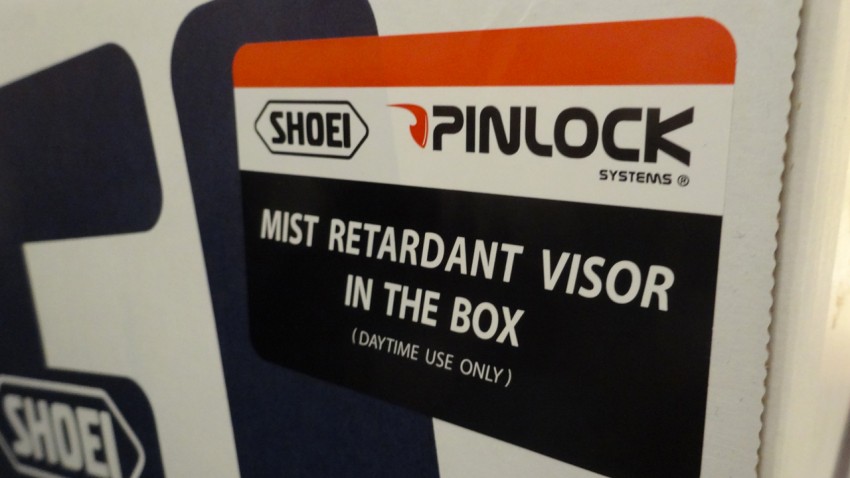 SHOEI PINLOCK
SYSTEMS ®
MIST RETARDANT VISOR
IN THE BOX
(DAYTIME USE ONLY)
SHOEI